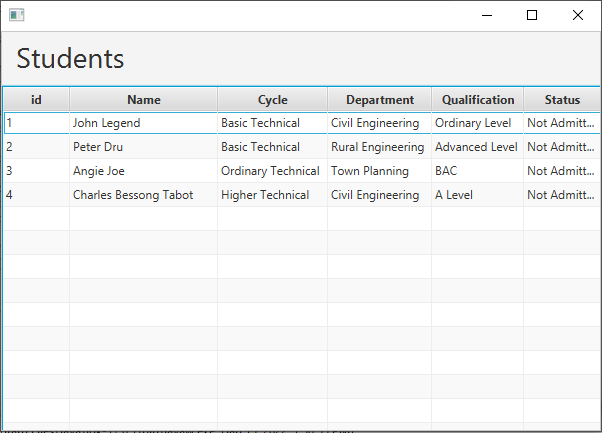 Students
id Name Cycle Department Qualification Status
1 John Legend Basic Technical Civil Engineering Ordinary Level Not Admitt...
2 Peter Dru Basic Technical Rural Engineering Advanced Level Not Admitt...
3 Angie Joe Ordinary Technical Town Planning BAC Not Admitt...
4 Charles Bessong Tabot Higher Technical Civil Engineering A Level Not Admitt...